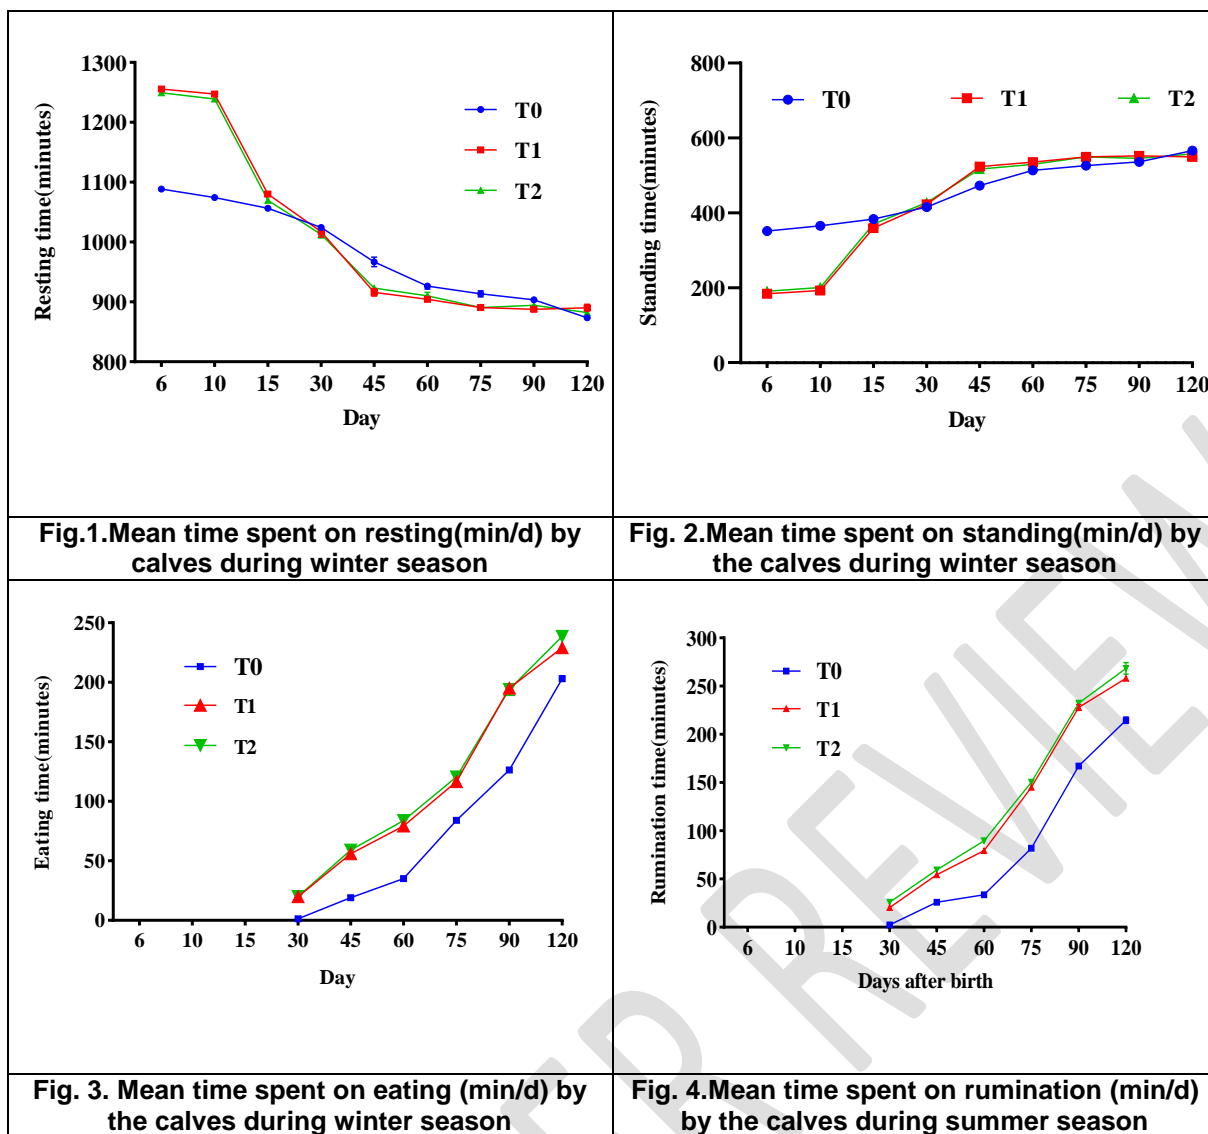 1300
1200
1100
1000
900
800
Resting time(minutes)
T0
T1
T2
6 10 15 30 45 60 75 90 120
Day
Fig.1.Mean time spent on resting(min/d) by
calves during winter season
800
600
400
200
0
Standing time(minutes)
T0 T1 T2
6 10 15 30 45 60 75 90 120
Day
Fig. 2.Mean time spent on standing(min/d) by
the calves during winter season
250
200
150
100
50
0
Eating time(minutes)
T0
T1
T2
6 10 15 30 45 60 75 90 120
Day
Fig. 3. Mean time spent on eating (min/d) by
the calves during winter season
300
250
200
150
100
50
0
Rumination time(minutes)
T0
T1
T2
6 10 15 30 45 60 75 90 120
Days after birth
Fig. 4.Mean time spent on rumination (min/d)
by the calves during summer season
ER REVIEW